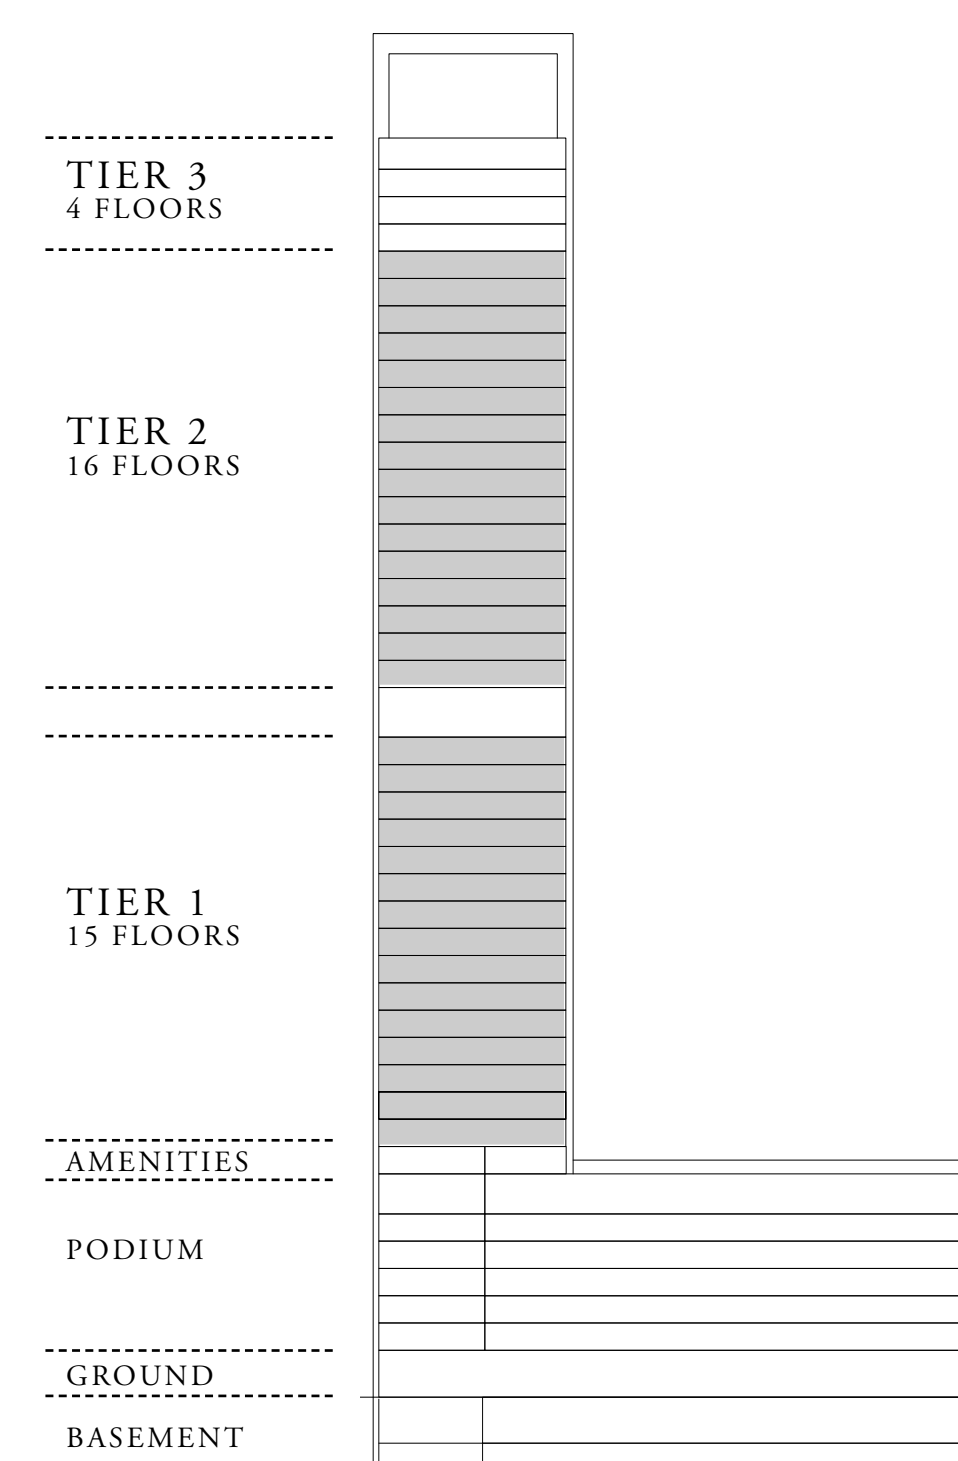 TIER 3
4 FLOORS
TIER 2
16 FLOORS
TIER 1
15 FLOORS
AMENITIES
PODIUM
GROUND
BASEMENT